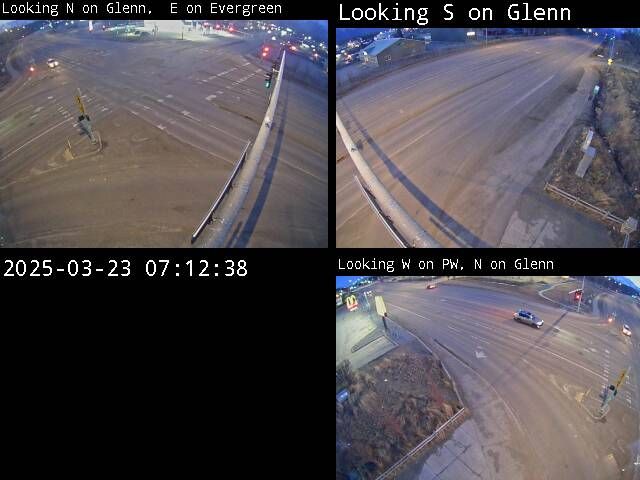 Looking N on Glenn, E on Evergreen
Looking S on Glenn
2025-03-23 07:12:38
Looking W on PW, N on Glenn